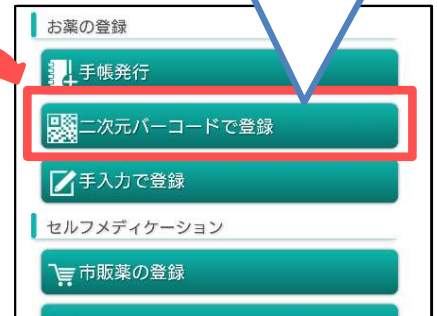 お薬の登録
手帳発行
二次元バーコードで登録
手入力で登録
セルフメディケーション
市販薬の登録